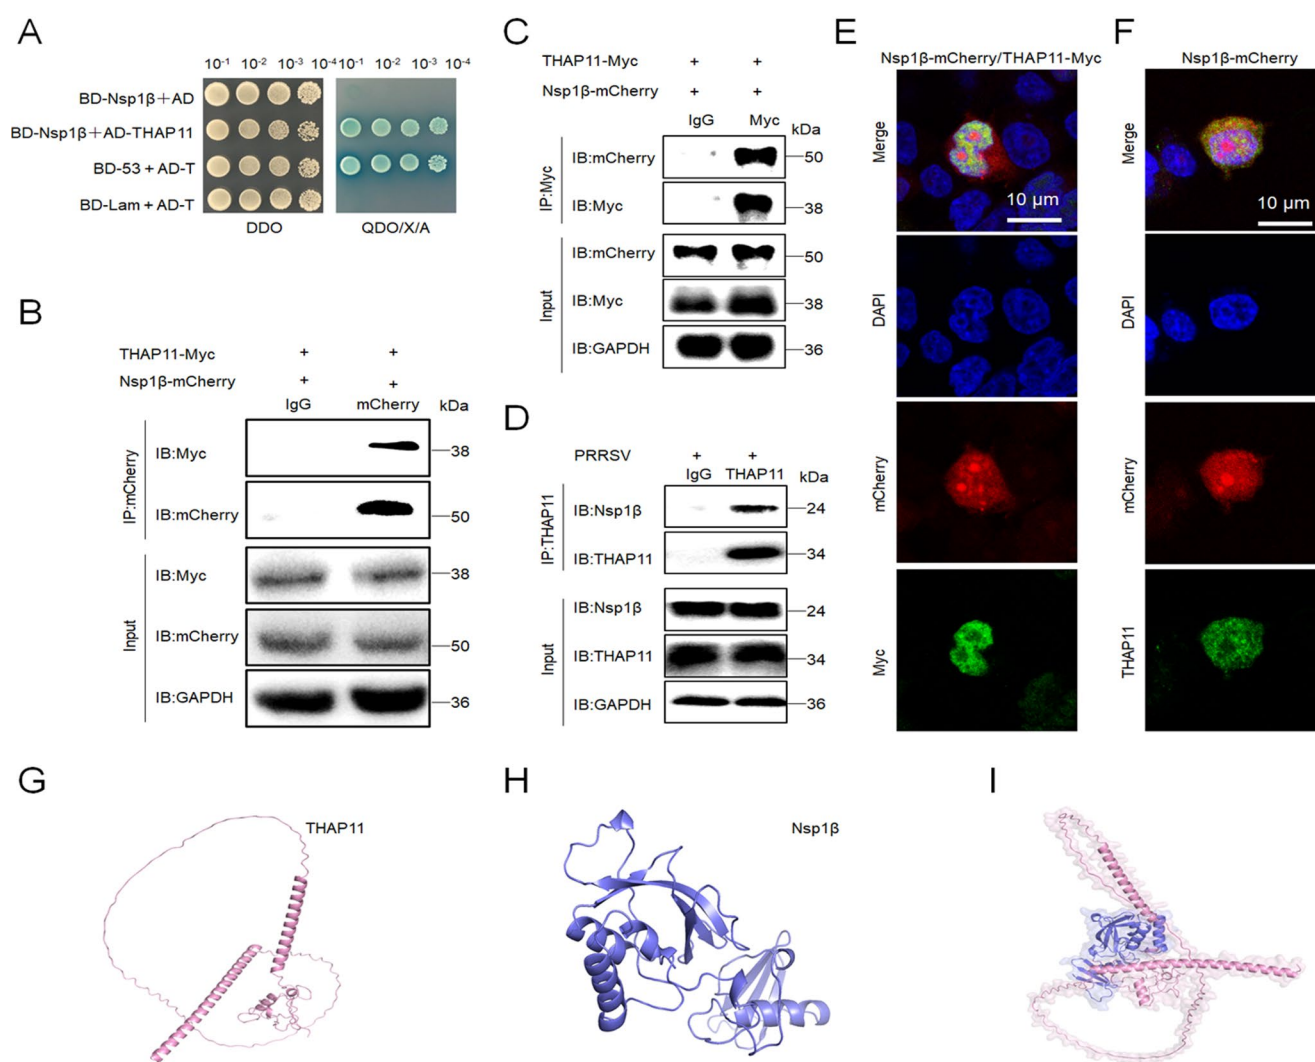 A
10-1 10-2 10-3 10-4 10-1 10-2 10-3 10-4
BD-Nsp1β+AD
BD-Nsp1β+AD-THAP11
BD-53+AD-T
BD-Lam+AD-T
DDO QDO/X/A
B
THAP11-Myc + +
Nsp1β-mCherry + +
IgG mCherry kDa
IP:mCherry
IB:Myc 38
IB:mCherry 50
Input
IB:Myc 38
IB:mCherry 50
IB:GAPDH 36
C
THAP11-Myc + +
Nsp1β-mCherry + +
IgG Myc kDa
IP:Myc
IB:mCherry 50
IB:Myc 38
Input
IB:mCherry 50
IB:Myc 38
IB:GAPDH 36
D
PRRSV + +
IgG THAP11 kDa
IP:THAP11
IB:Nsp1β 24
IB:THAP11 34
Input
IB:Nsp1β 24
IB:THAP11 34
IB:GAPDH 36
E
Nsp1β-mCherry/THAP11-Myc
Merge
10 μm
DAPI
mCherry
Myc
F
Nsp1β-mCherry
Merge
10 μm
DAPI
mCherry
THAP11
G
THAP11
H
Nsp1β
I